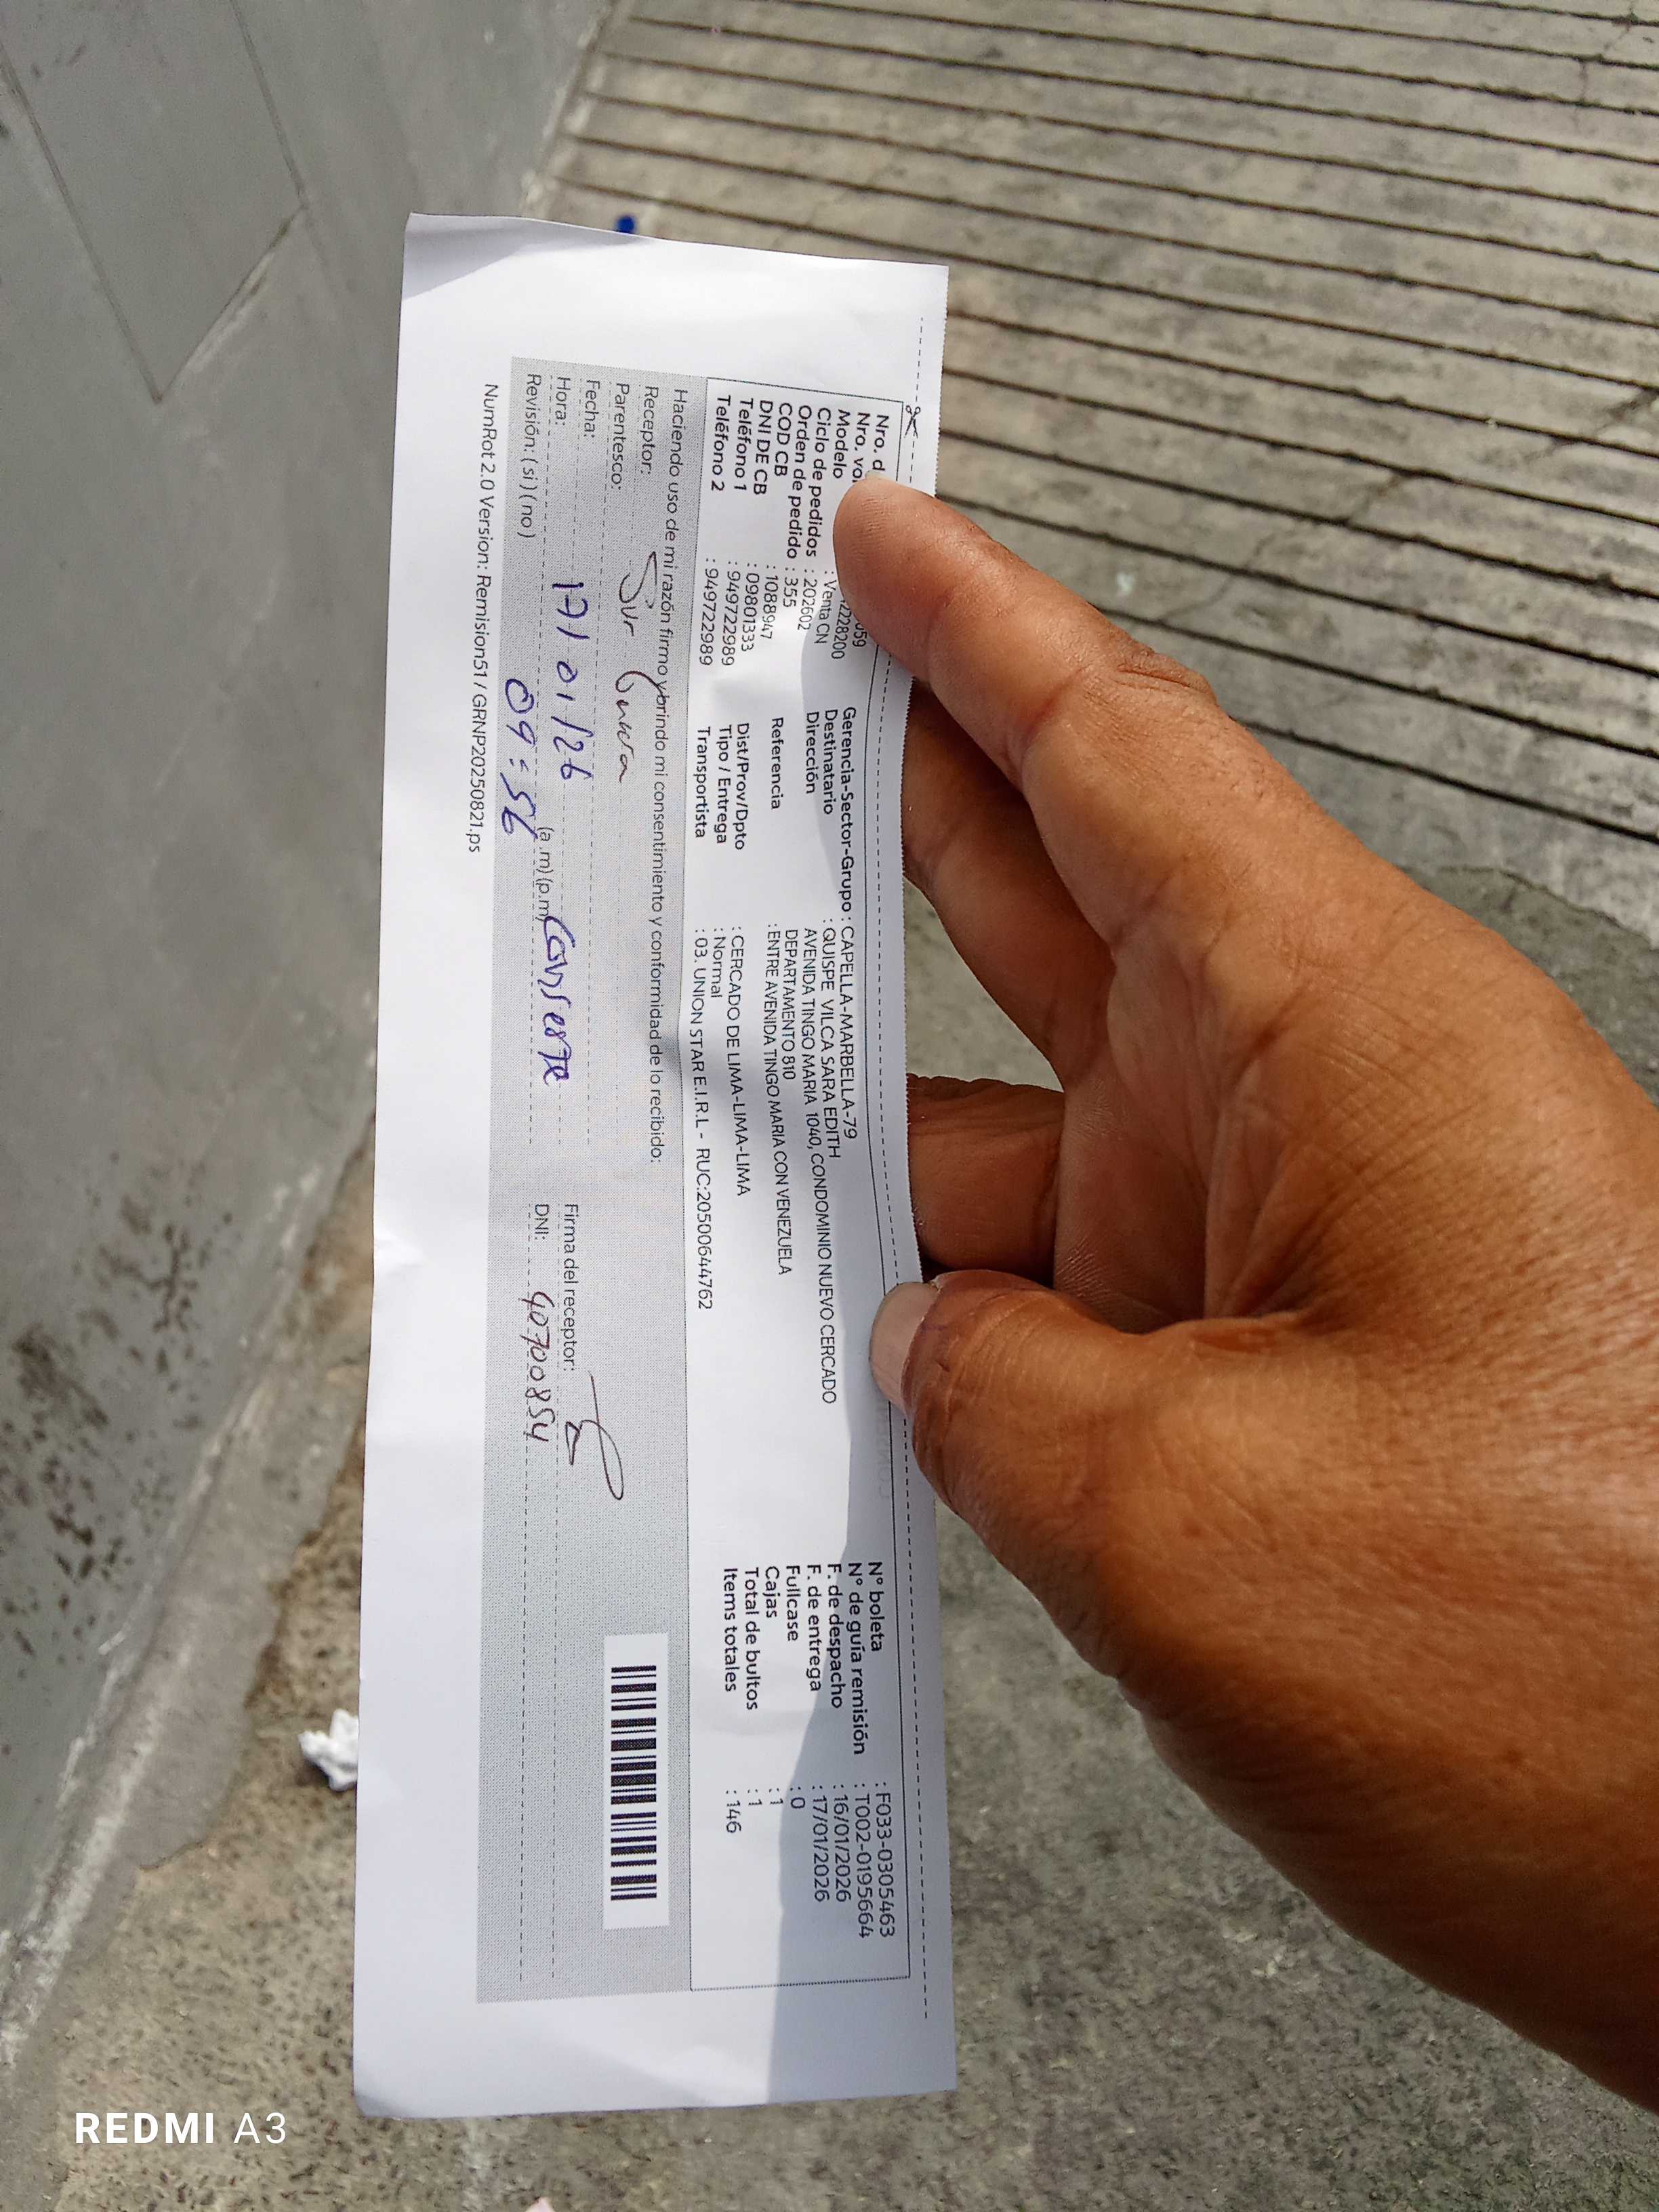 Nro. d
Nro. va
Modelo : Venta CN
Ciclo de pedidos : 202602
Orden de pedido : 355
COD CB : 1088947
DNI DE CB : 09801333
Teléfono 1 : 949722989
Teléfono 2 : 949722989
Gerencia-Sector-Grupo : CAPELLA-MARBELLA-79
Destinatario : QUISPE VILCA SARA EDITH
Dirección AVENIDA TINGO MARIA 1040, CONDOMINIO NUEVO CERCADO
DEPARTAMENTO 810
Referencia : ENTRE AVENIDA TINGO MARIA CON VENEZUELA
Dist/Prov/Dpto : CERCADO DE LIMA-LIMA-LIMA
Tipo / Entrega : Normal
Transportista : 03. UNION STAR E.I.R.L - RUC:20500644762
N° boleta : F033-0305463
N° de guía remisión : T002-0195664
F. de despacho : 16/01/2026
F. de entrega : 17/01/2026
Fullcase : 0
Cajas : 1
Total de bultos : 1
Items totales : 146
Haciendo uso de mi razón firmo y brindo mi consentimiento y conformidad de lo recibido:
Receptor:
Parentesco:
Fecha: 17/01/26
Hora: 09:56 (a.m) (p.m)
Revisión: ( si ) ( no )
Firma del receptor:
DNI: 40700854
NumRot 2.0 Version: Remision51 / GRNP20250821.ps
REDMI A3